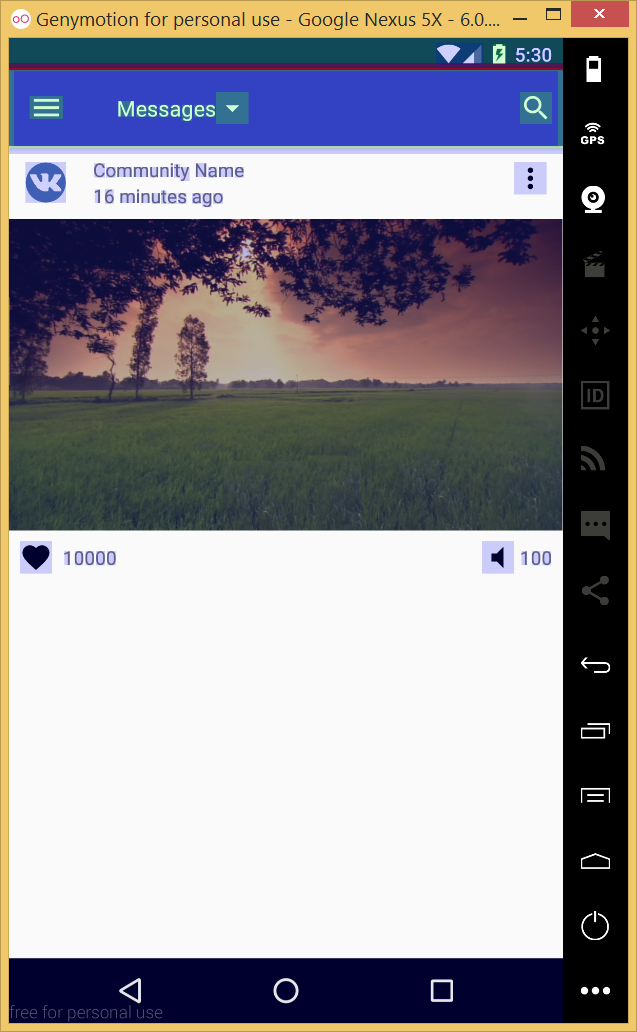 Genymotion for personal use - Google Nexus 5X - 6.0....
5:30
GPS
Messages
Community Name
16 minutes ago
ID
10000
100
free for personal use